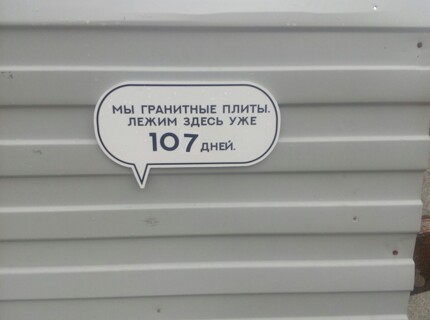 МЫ ГРАНИТНЫЕ ПЛИТЫ.
ЛЕЖИМ ЗДЕСЬ УЖЕ
107 ДНЕЙ.